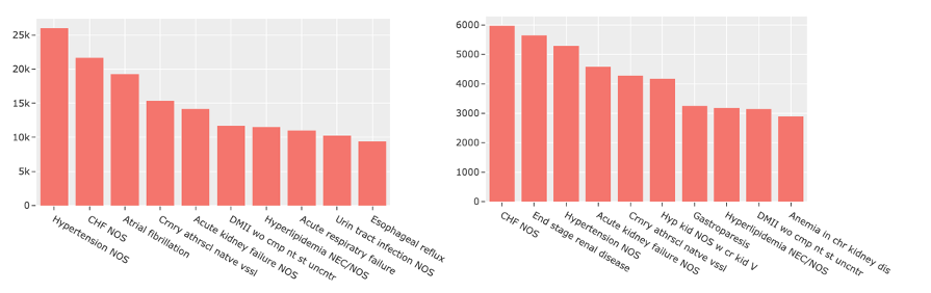 25k
20k
15k
10k
5k
0
Hypertension NOS
CHF NOS
Atrial fibrillation
Crnry athrscl natve vssl
Acute kidney failure NOS
DMII wo cmp nt st uncntr
Hyperlipidemia NEC/NOS
Acute respiratry failure
Urin tract infection NOS
Esophageal reflux
6000
5000
4000
3000
2000
1000
0
CHF NOS
End stage renal disease
Hypertension NOS
Acute kidney failure NOS
Crnry athrscl natve vssl
Hyp kid NOS w cr kid V
Gastroparesis
Hyperlipidemia NEC/NOS
DMII wo cmp nt st uncntr
Anemia in chr kidney dis